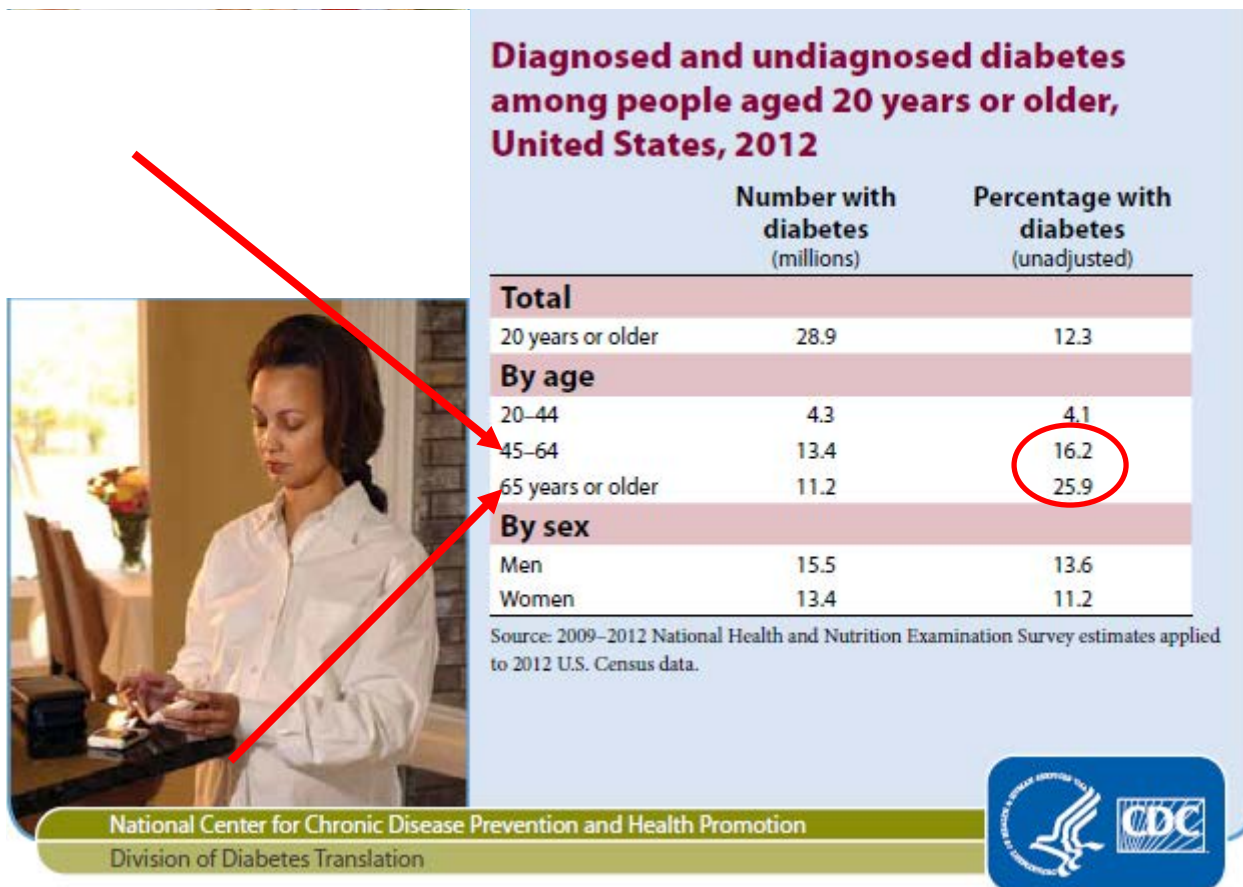 Diagnosed and undiagnosed diabetes
among people aged 20 years or older,
United States, 2012
Number with diabetes (millions) Percentage with diabetes (unadjusted)
Total
20 years or older 28.9 12.3
By age
20–44 4.3 4.1
45–64 13.4 16.2
65 years or older 11.2 25.9
By sex
Men 15.5 13.6
Women 13.4 11.2
Source: 2009–2012 National Health and Nutrition Examination Survey estimates applied
to 2012 U.S. Census data.
National Center for Chronic Disease Prevention and Health Promotion
Division of Diabetes Translation
CDC